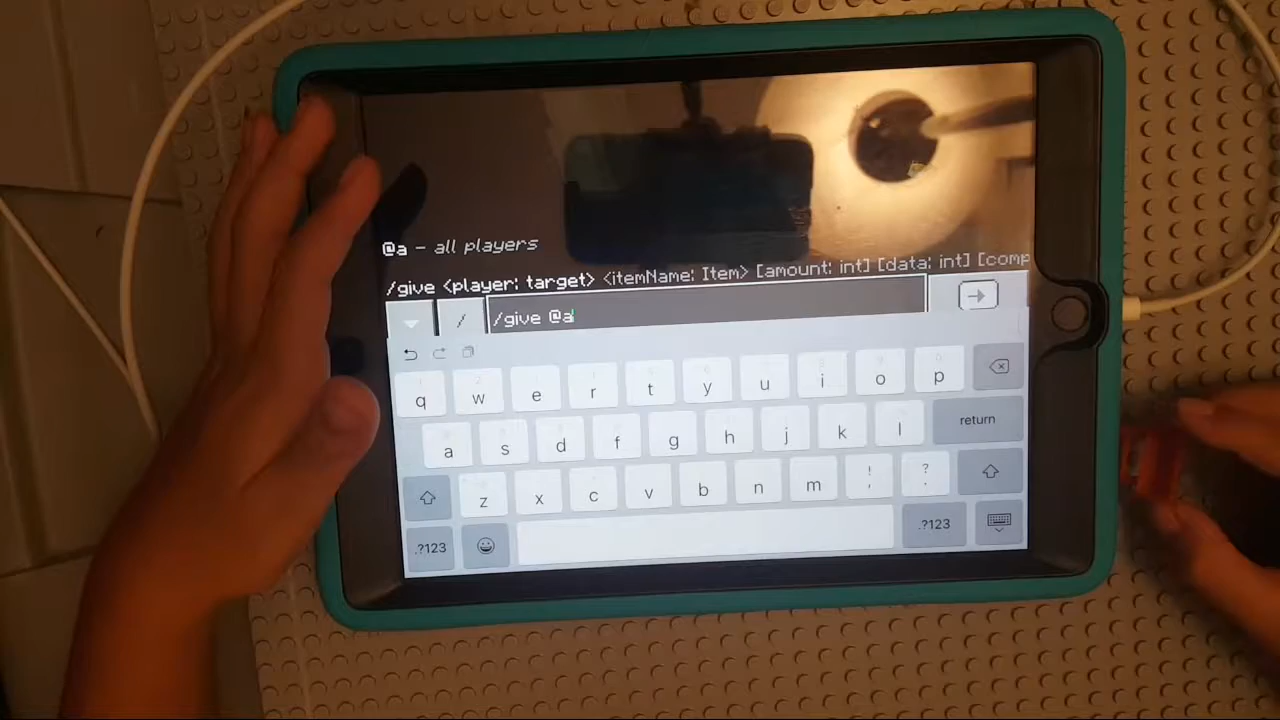 @a - all players
/give <player: target> <itemName: Item> [amount: int] [data: int] [comp
/ /give @a
q w e r t y u i o p
a s d f g h j k l return
z x c v b n m ! , ? .
.?123 .?123